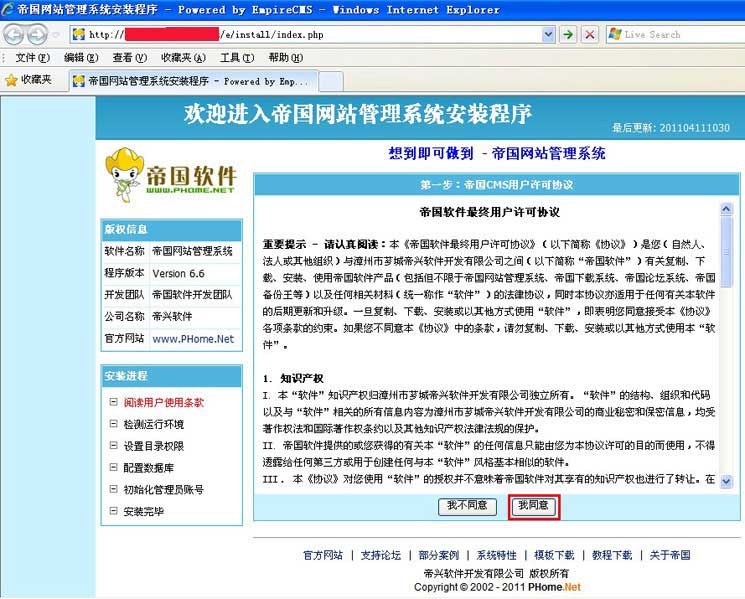 帝国网站管理系统安装程序 - Powered by EmpireCMS - Windows Internet Explorer
http://
/e/install/index.php
Live Search
文件(F) 编辑(E) 查看(V) 收藏夹(A) 工具(T) 帮助(H)
收藏夹 帝国网站管理系统安装程序 - Powered by Emp...
欢迎进入帝国网站管理系统安装程序
最后更新: 201104111030
帝国软件
WWW.PHOME.NET
想到即可做到 - 帝国网站管理系统
版权信息
软件名称 帝国网站管理系统
程序版本 Version 6.6
开发团队 帝国软件开发团队
公司名称 帝兴软件
官方网站 www.PHome.Net
安装进程
阅读用户使用条款
检测运行环境
设置目录权限
配置数据库
初始化管理员账号
安装完毕
第一步：帝国CMS用户许可协议
帝国软件最终用户许可协议
重要提示 - 请认真阅读：本《帝国软件最终用户许可协议》（以下简称《协议》）是您（自然人、
法人或其他组织）与漳州市芗城帝兴软件开发有限公司之间（以下简称“帝国软件”）有关复制、下
载、安装、使用帝国软件产品（包括但不限于帝国网站管理系统、帝国下载系统、帝国论坛系统、帝国
备份王等）以及任何相关材料（统一称作“软件”）的法律协议，同时本协议亦适用于任何有关本软件
的后期更新和升级。一旦复制、下载、安装或以其他方式使用“软件”，即表明您同意接受本《协议》
各项条款的约束。如果您不同意本《协议》中的条款，请勿复制、下载、安装或以其他方式使用本“软
件”。
1. 知识产权
I. 本“软件”知识产权归漳州市芗城帝兴软件开发有限公司独立所有。“软件”的结构、组织和代码
以及与“软件”相关的所有信息内容为漳州市芗城帝兴软件开发有限公司的商业秘密和保密信息，均受
著作权法和国际著作权条约以及其他知识产权法律法规的保护。
II. 帝国软件提供的或您获得的有关本“软件”的任何信息只能由您为本协议许可的目的而使用，不得
透露给任何第三方或用于创建任何与本“软件”风格基本相似的软件。
III. 本《协议》对您使用“软件”的授权并不意味着帝国软件对其享有的知识产权也进行了转让。在
我不同意 我同意
官方网站 | 支持论坛 | 部分案例 | 系统特性 | 模板下载 | 教程下载 | 关于帝国
帝兴软件开发有限公司 版权所有
Copyright © 2002 - 2011 PHome.Net